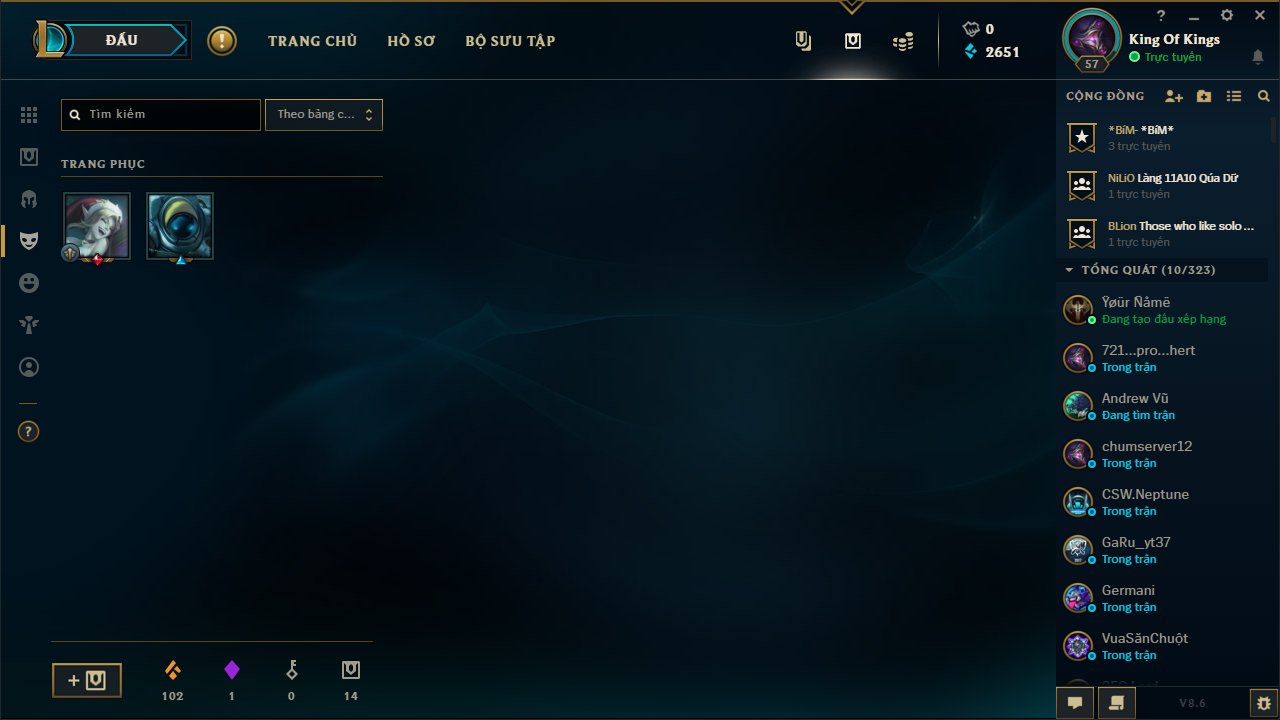 ĐẤU
!
TRANG CHỦ
HỒ SƠ
BỘ SƯU TẬP
0
2651
?
57
King Of Kings
Trực tuyến
Tìm kiếm
Theo bảng c...
TRANG PHỤC
?
102
1
0
14
CỘNG ĐỒNG
*BíM- *BíM*
3 trực tuyến
NiLiO Làng 11A10 Qúa Dữ
1 trực tuyến
BLion Those who like solo ...
1 trực tuyến
TỔNG QUÁT (10/323)
Ÿøür Ñåmë
Đang tạo đấu xếp hạng
721...pro...hert
Trong trận
Andrew Vũ
Đang tìm trận
chumserver12
Trong trận
CSW.Neptune
Trong trận
GaRu_yt37
Trong trận
Germani
Trong trận
VuaSănChuột
Trong trận
V8.6